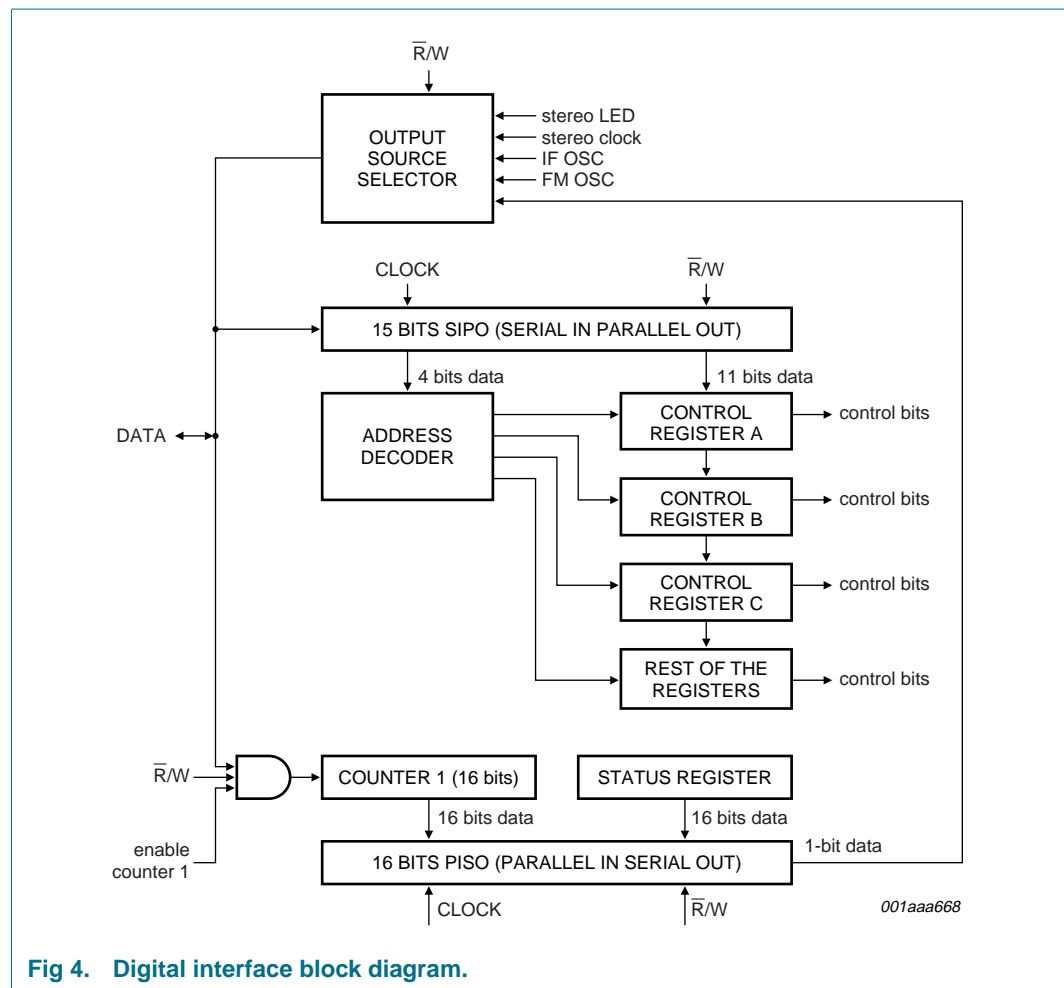 R̅/W
OUTPUT
SOURCE
SELECTOR
stereo LED
stereo clock
IF OSC
FM OSC
CLOCK
R̅/W
15 BITS SIPO (SERIAL IN PARALLEL OUT)
4 bits data
11 bits data
DATA
ADDRESS
DECODER
CONTROL
REGISTER A
control bits
CONTROL
REGISTER B
control bits
CONTROL
REGISTER C
control bits
REST OF THE
REGISTERS
control bits
R̅/W
COUNTER 1 (16 bits)
STATUS REGISTER
16 bits data
16 bits data
enable
counter 1
16 BITS PISO (PARALLEL IN SERIAL OUT)
1-bit data
CLOCK
R̅/W
001aaa668
Fig 4. Digital interface block diagram.